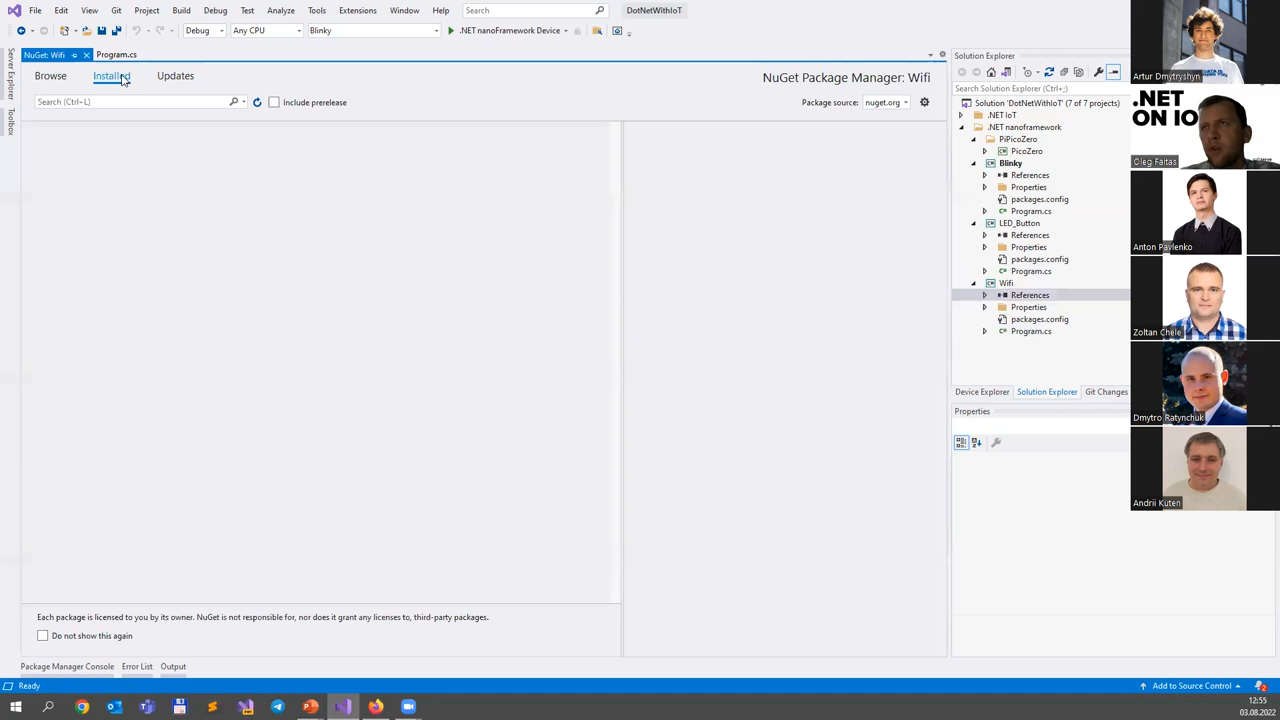 File Edit View Git Project Build Debug Test Analyze Tools Extensions Window Help Search (Ctrl+Q) DotNetWithIoT
Debug Any CPU Blinky .NET nanoFramework Device
NuGet: Wifi Program.cs
Server Explorer
Toolbox
Browse Installed Updates
NuGet Package Manager: Wifi
Search (Ctrl+L)
Include prerelease
Package source: nuget.org
Each package is licensed to you by its owner. NuGet is not responsible for, nor does it grant any licenses to, third-party packages.
Do not show this again
Package Manager Console Error List Output
Ready
Solution Explorer
Search Solution Explorer (Ctrl+;)
Solution 'DotNetWithIoT' (7 of 7 projects)
.NET IoT
.NET nanoframework
PiPicoZero
PicoZero
Blinky
References
Properties
packages.config
Program.cs
LED_Button
References
Properties
packages.config
Program.cs
Wifi
References
Properties
packages.config
Program.cs
Device Explorer Solution Explorer Git Changes
Properties
Add to Source Control
2
Artur Dmytryshyn
.NET
ON IO
Oleg Faitas
Anton Pavlenko
Zoltan Chele
Dmytro Ratynchuk
Andrii Kuten
12:55
03.08.2022